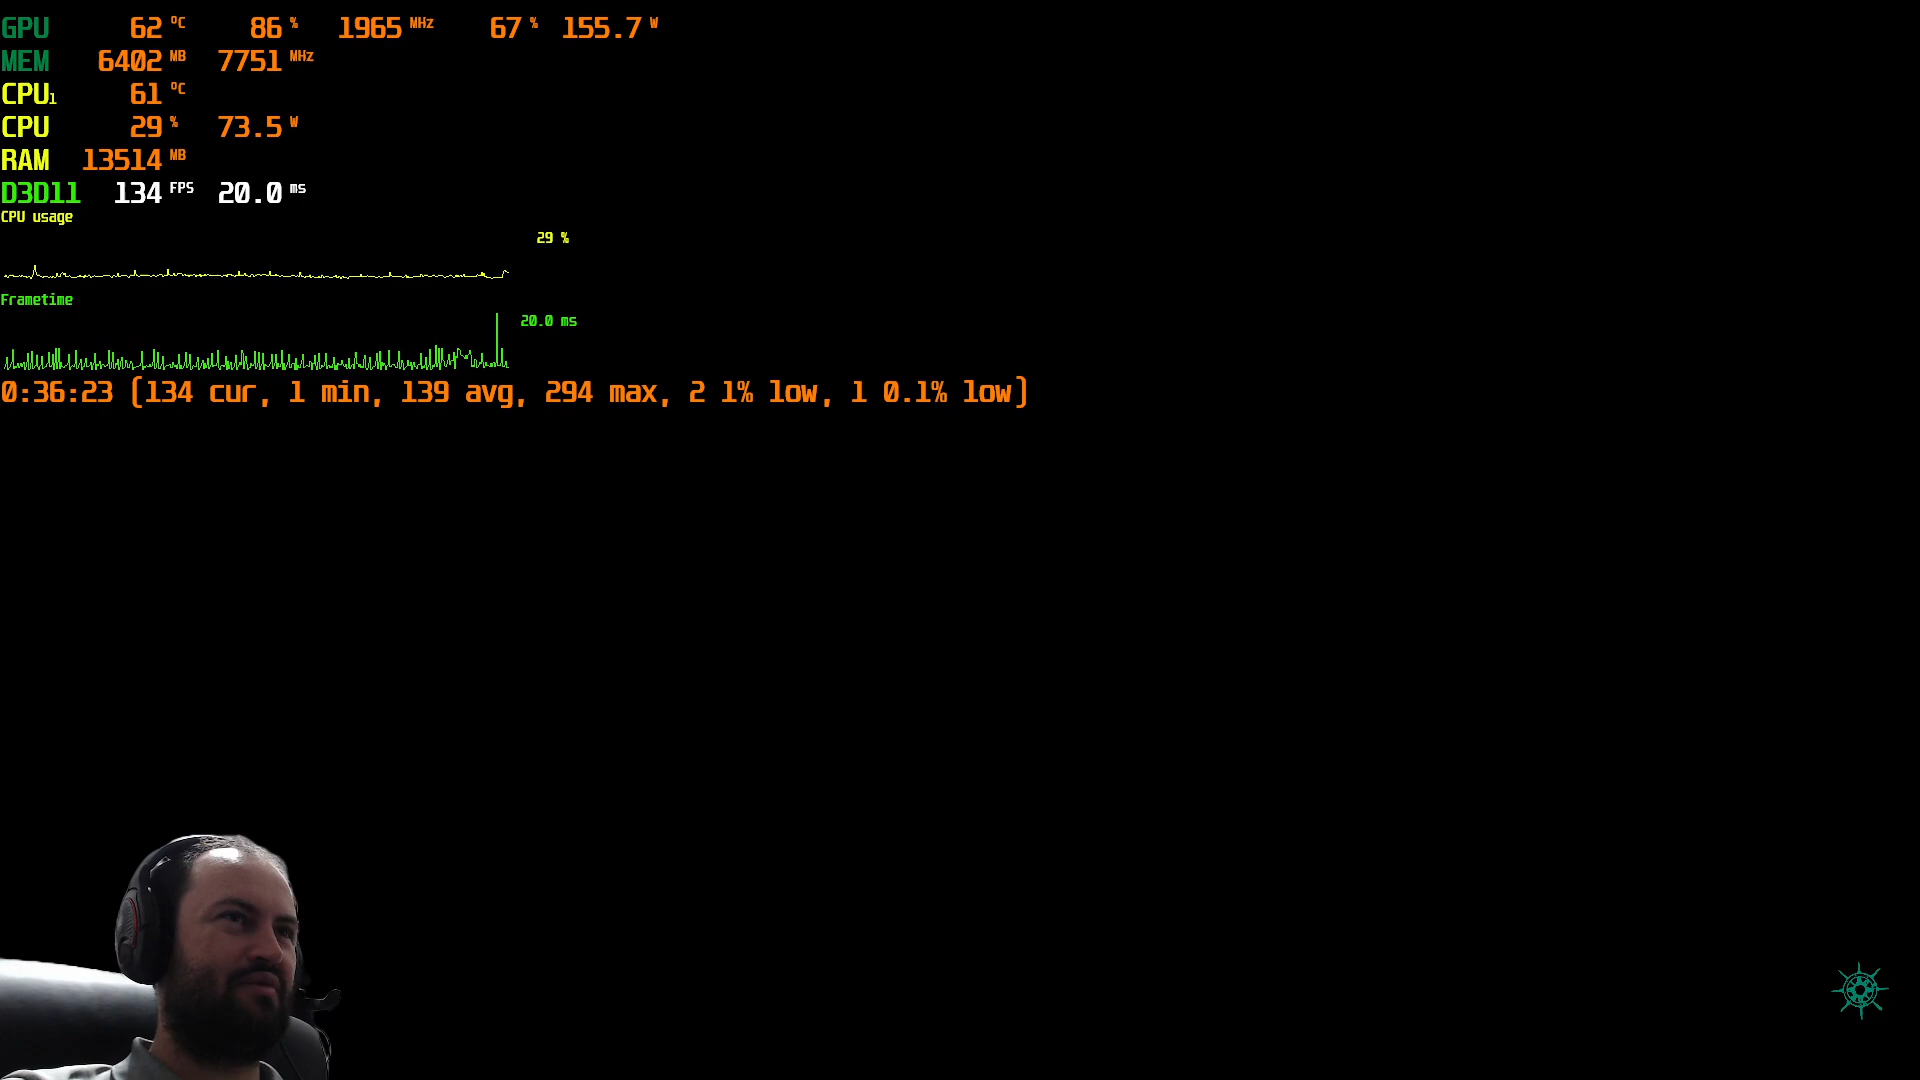 GPU 62 °C 86 % 1965 MHz 67 % 155.7 W
MEM 6402 MB 7751 MHz
CPU1 61 °C
CPU 29 % 73.5 W
RAM 13514 MB
D3D11 134 FPS 20.0 ms
CPU usage
29 %
Frametime
20.0 ms
0:36:23 [134 cur, 1 min, 139 avg, 294 max, 2 1% low, 1 0.1% low]